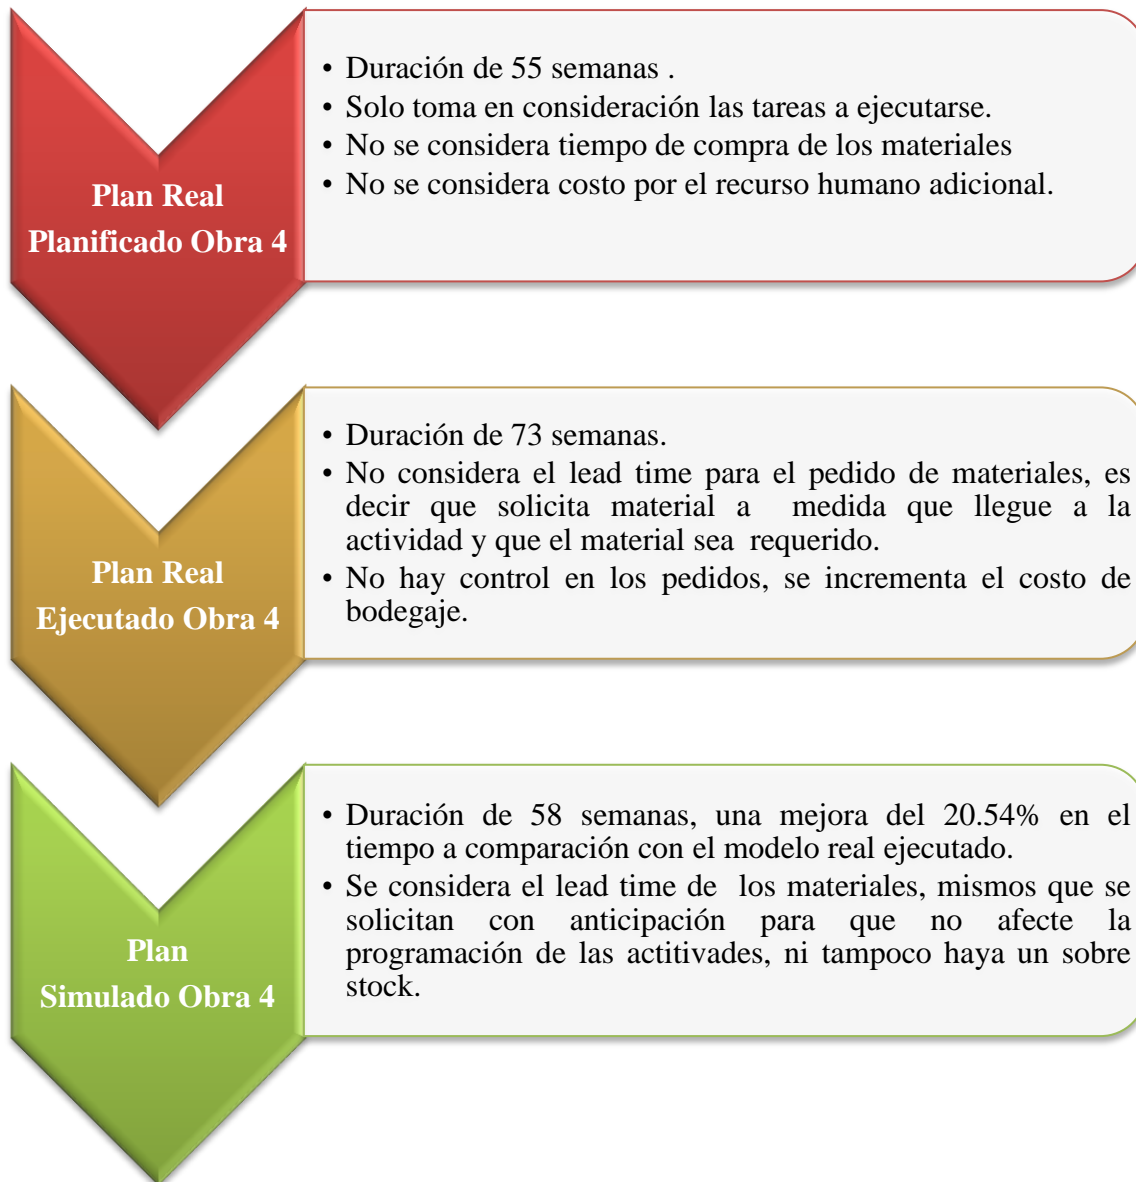 Plan Real
Planificado Obra 4
• Duración de 55 semanas .
• Solo toma en consideración las tareas a ejecutarse.
• No se considera tiempo de compra de los materiales
• No se considera costo por el recurso humano adicional.
Plan Real
Ejecutado Obra 4
• Duración de 73 semanas.
• No considera el lead time para el pedido de materiales, es
decir que solicita material a medida que llegue a la
actividad y que el material sea requerido.
• No hay control en los pedidos, se incrementa el costo de
bodegaje.
Plan
Simulado Obra 4
• Duración de 58 semanas, una mejora del 20.54% en el
tiempo a comparación con el modelo real ejecutado.
• Se considera el lead time de los materiales, mismos que se
solicitan con anticipación para que no afecte la
programación de las actitivades, ni tampoco haya un sobre
stock.